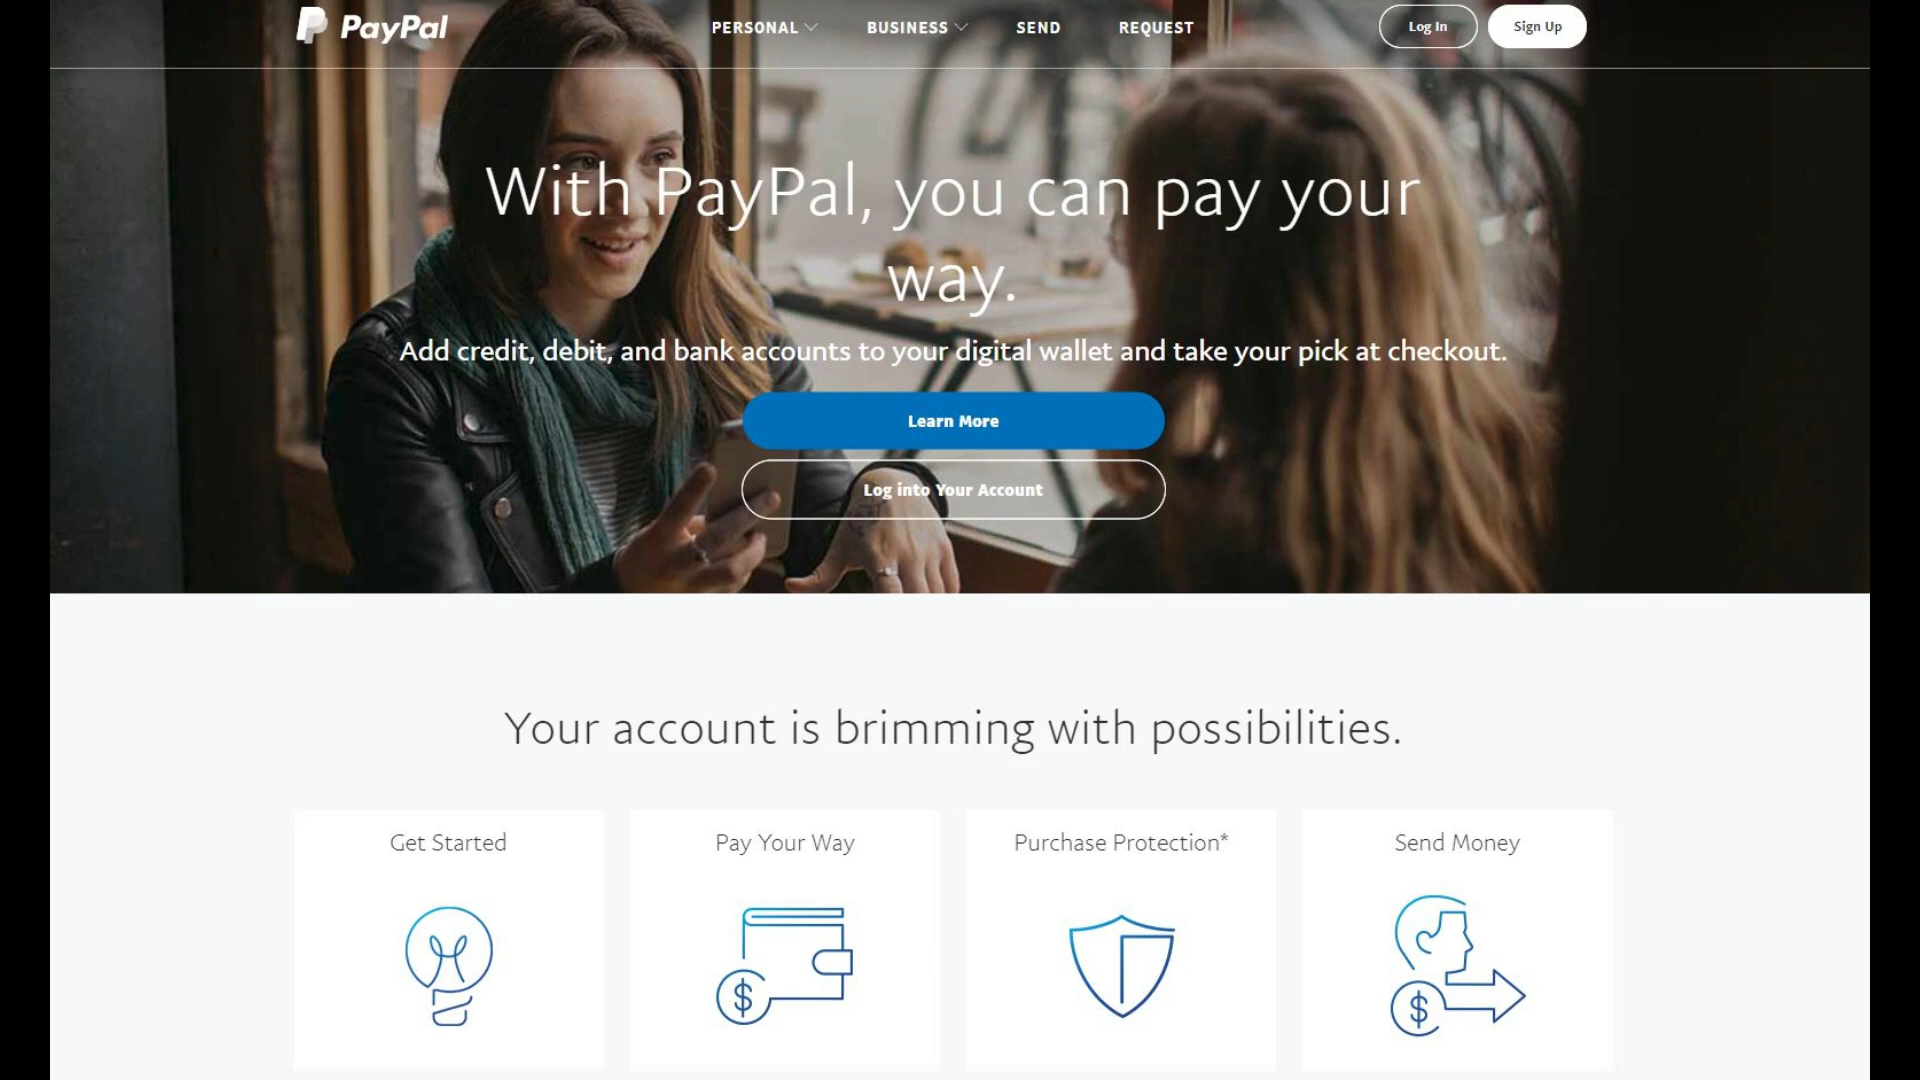 PayPal
PERSONAL
BUSINESS
SEND
REQUEST
Log In
Sign Up
With PayPal, you can pay your
way.
Add credit, debit, and bank accounts to your digital wallet and take your pick at checkout.
Learn More
Log into Your Account
Your account is brimming with possibilities.
Get Started
Pay Your Way
Purchase Protection*
Send Money
$
$